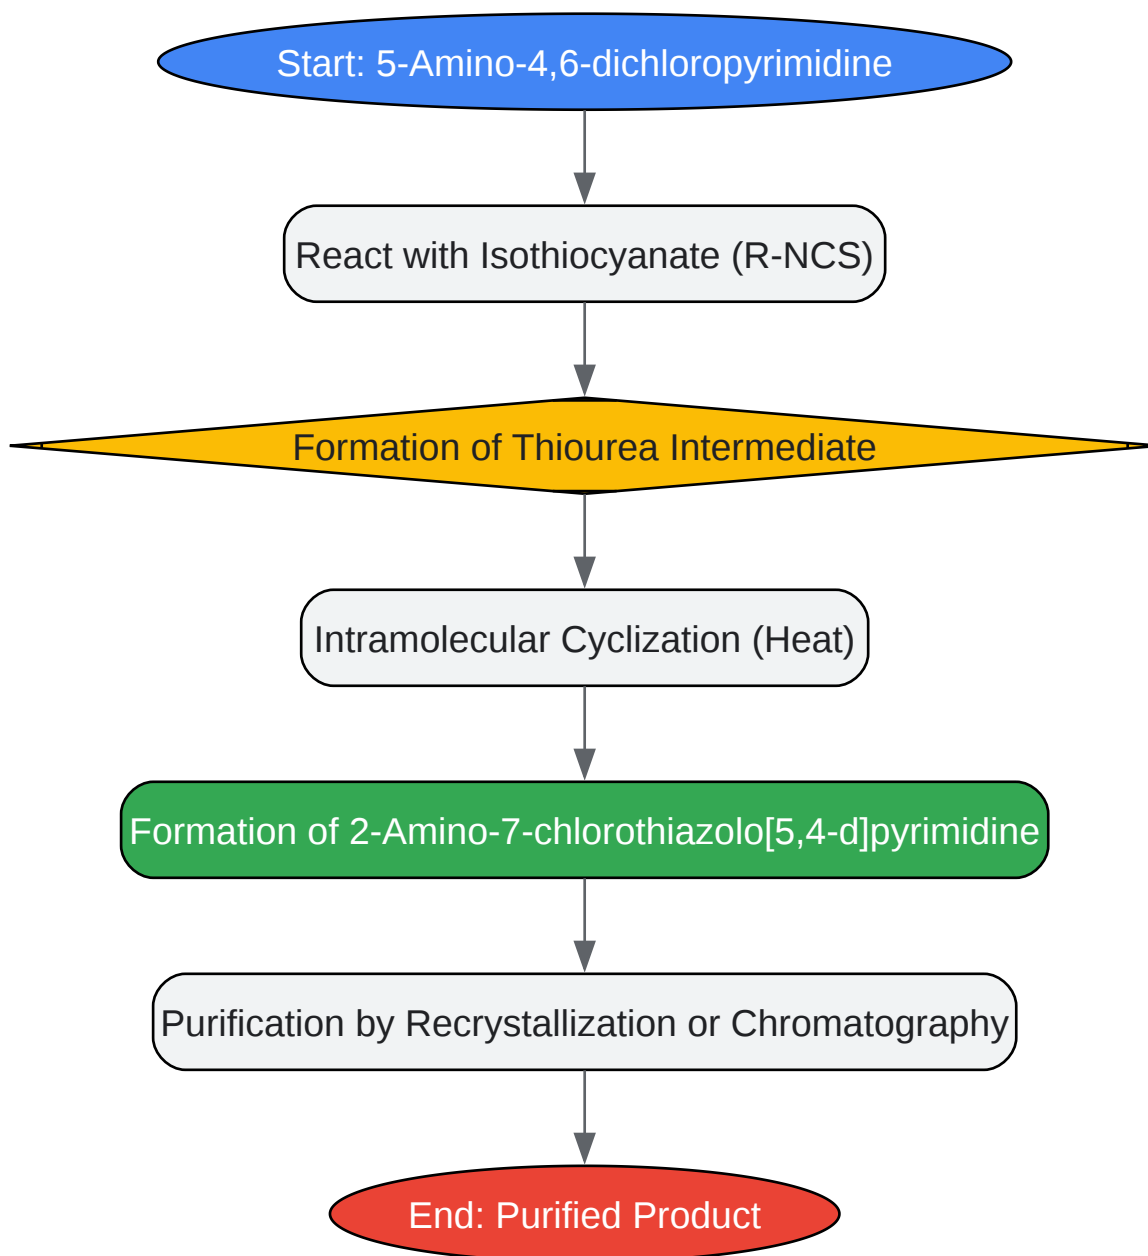 Start: 5-Amino-4,6-dichloropyrimidine
React with Isothiocyanate (R-NCS)
Formation of Thiourea Intermediate
Intramolecular Cyclization (Heat)
Formation of 2-Amino-7-chlorothiazolo[5,4-d]pyrimidine
Purification by Recrystallization or Chromatography
End: Purified Product